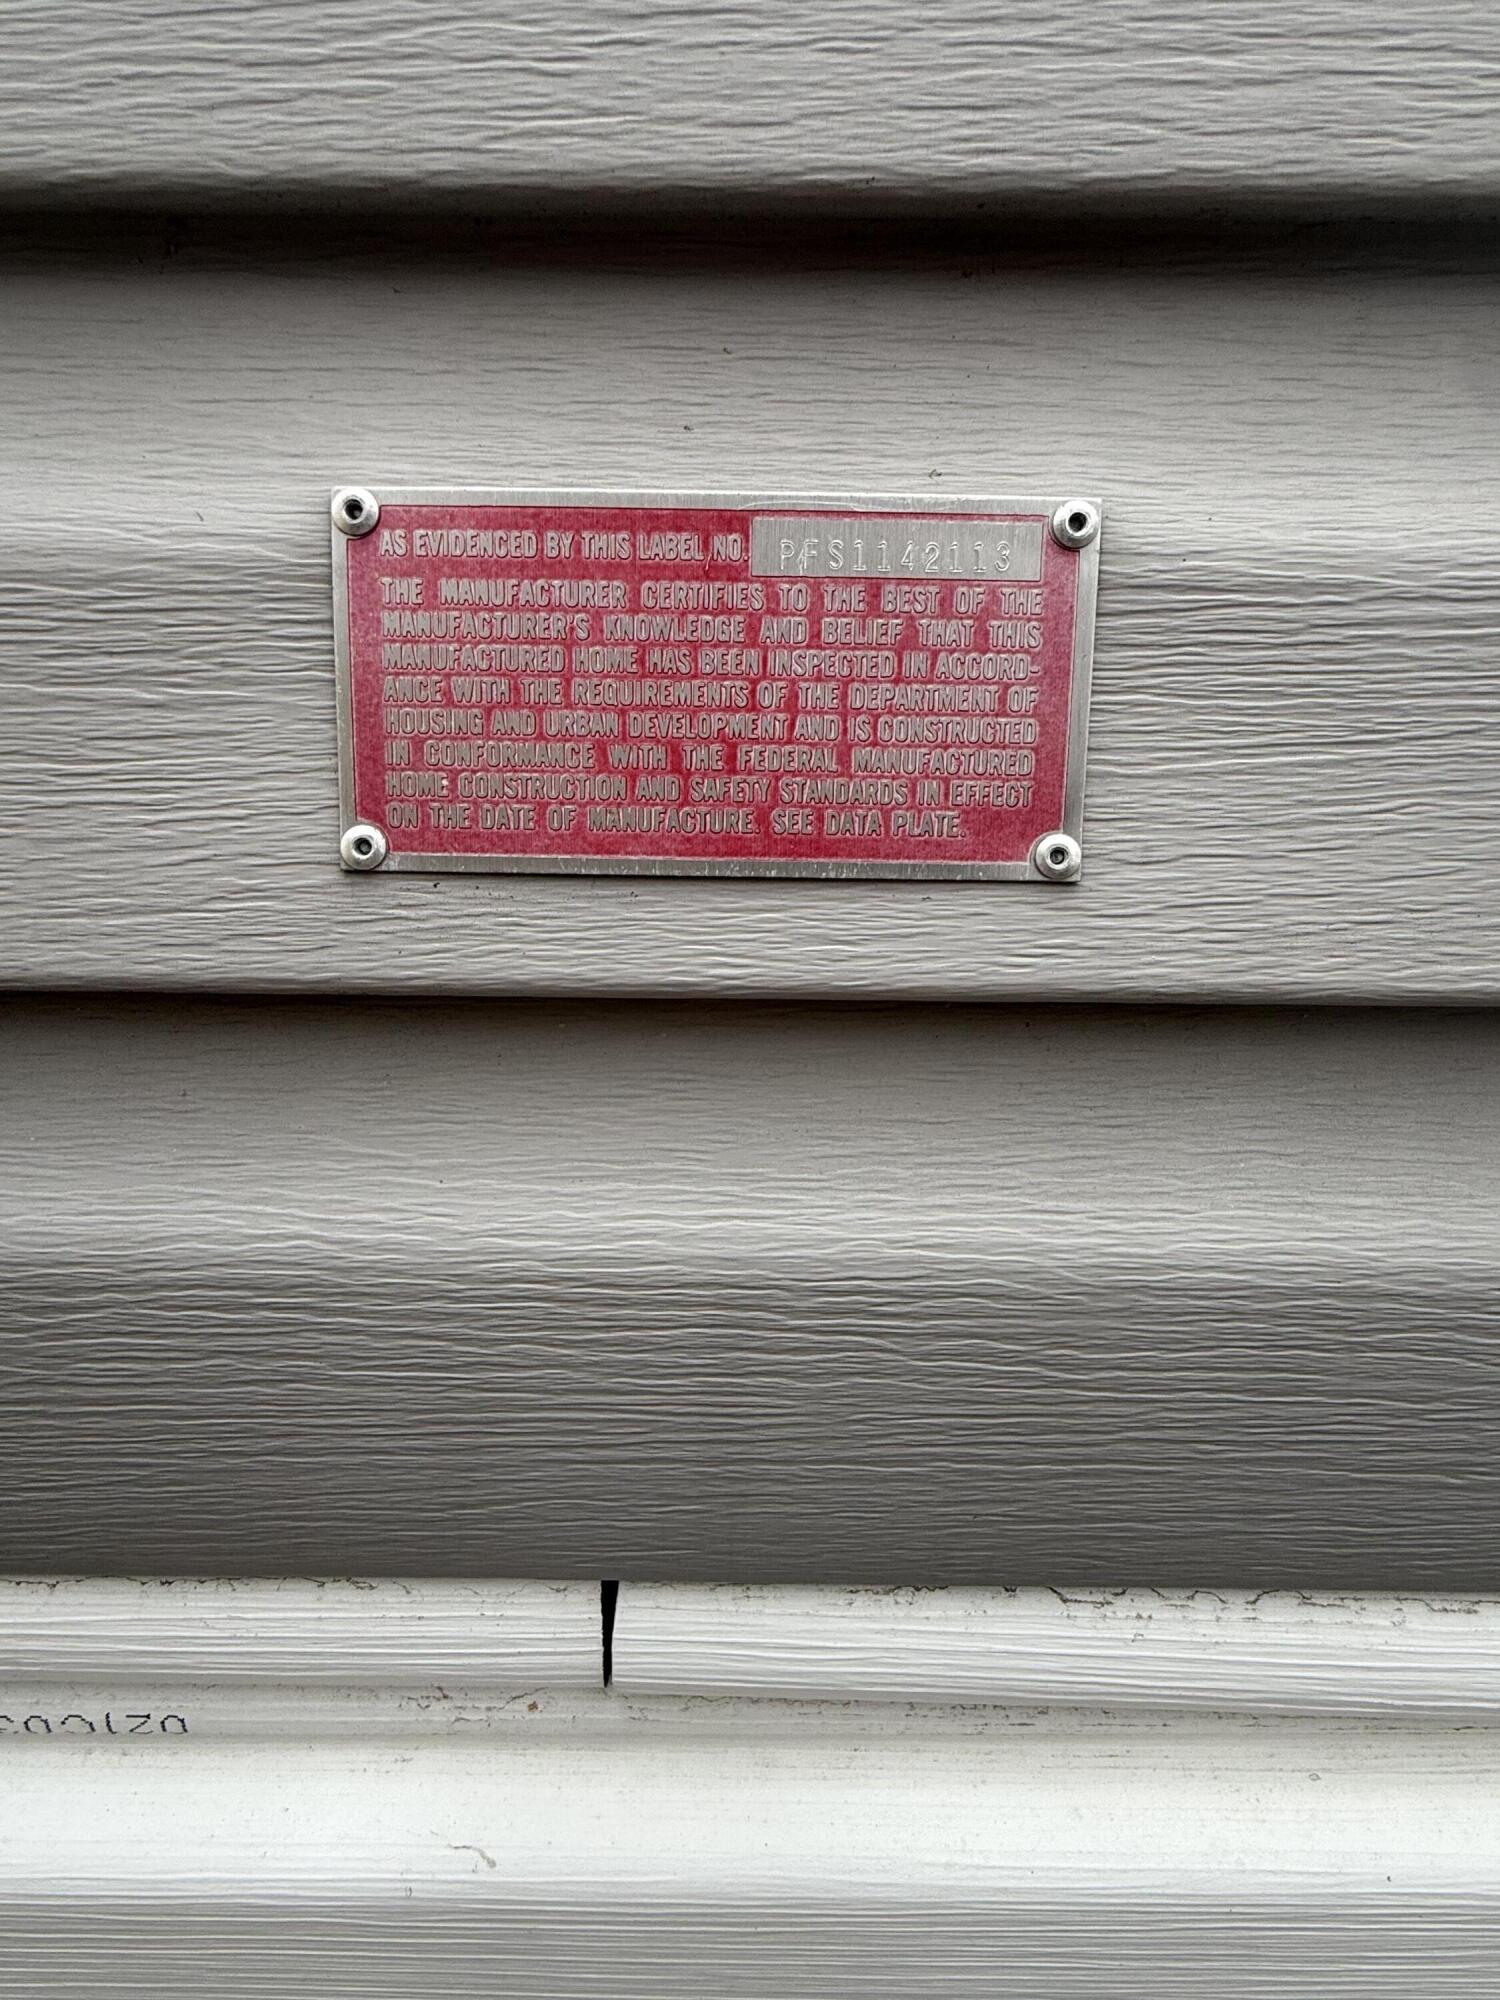 AS EVIDENCED BY THIS LABEL NO. PFS1142113
THE MANUFACTURER CERTIFIES TO THE BEST OF THE
MANUFACTURER'S KNOWLEDGE AND BELIEF THAT THIS
MANUFACTURED HOME HAS BEEN INSPECTED IN ACCORD-
ANCE WITH THE REQUIREMENTS OF THE DEPARTMENT OF
HOUSING AND URBAN DEVELOPMENT AND IS CONSTRUCTED
IN CONFORMANCE WITH THE FEDERAL MANUFACTURED
HOME CONSTRUCTION AND SAFETY STANDARDS IN EFFECT
ON THE DATE OF MANUFACTURE. SEE DATA PLATE.